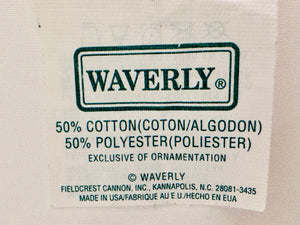 WAVERLY®
50% COTTON(COTON/ALGODON)
50% POLYESTER(POLIESTER)
EXCLUSIVE OF ORNAMENTATION
© WAVERLY
FIELDCREST CANNON, INC., KANNAPOLIS, N.C. 28081-3435
MADE IN USA/FABRIQUE AU E U./HECHO EN EUA